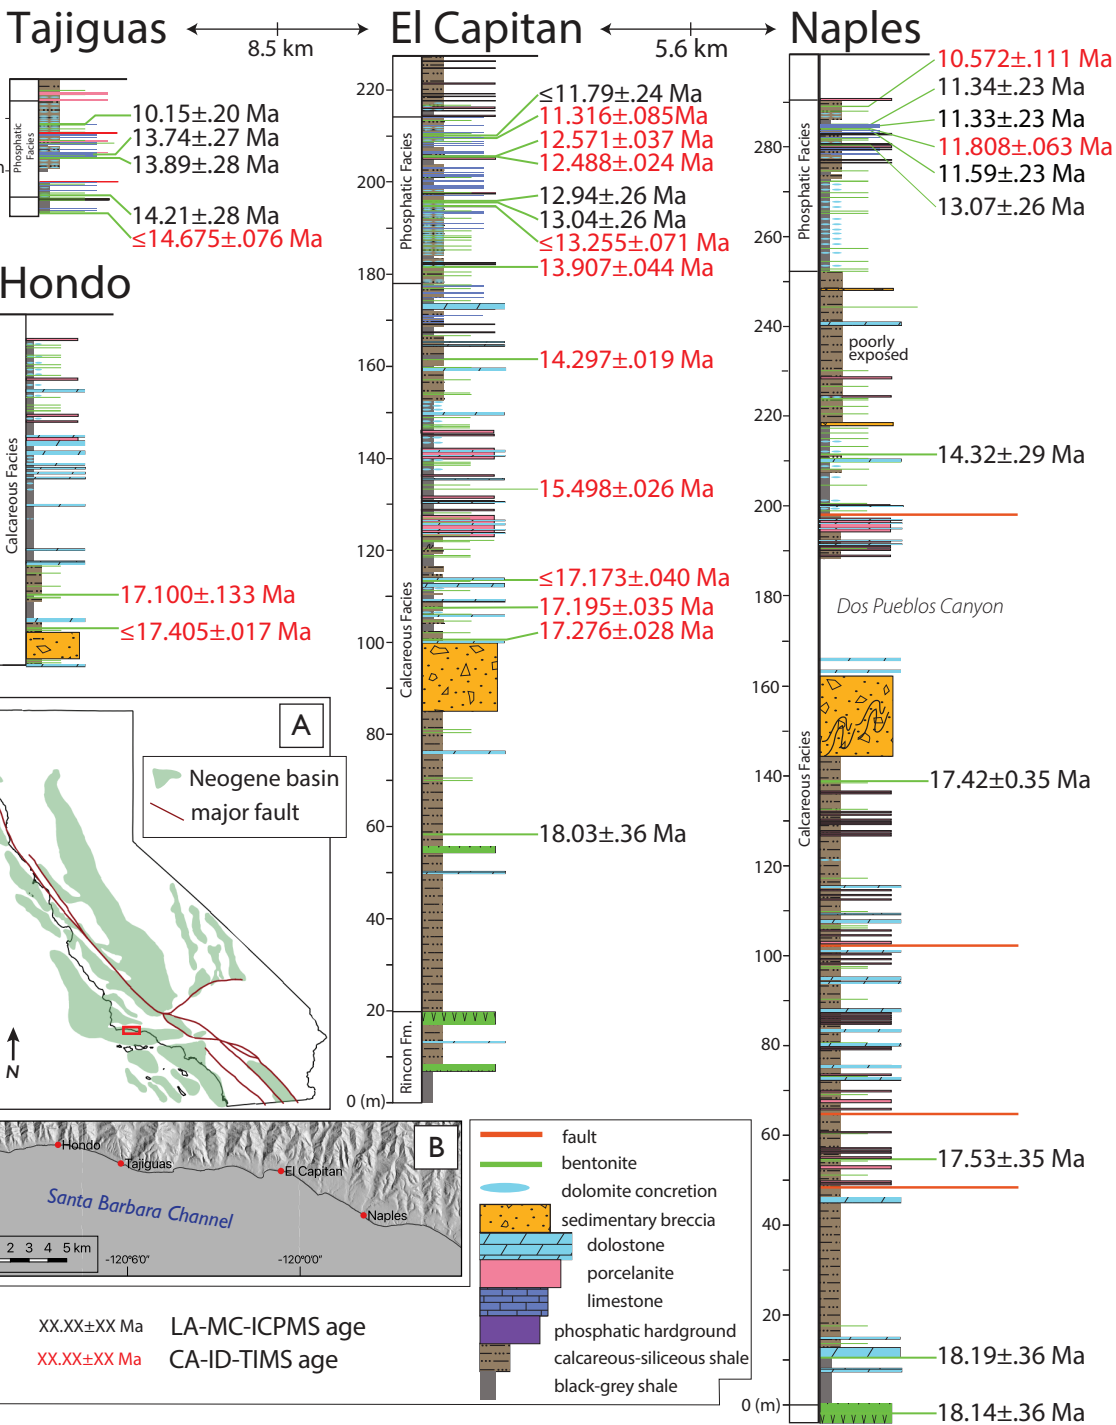 Tajiguas
8.5 km
El Capitan
5.6 km
Naples
Phosphatic
Facies
10.15±.20 Ma
13.74±.27 Ma
13.89±.28 Ma
14.21±.28 Ma
≤14.675±.076 Ma
Hondo
Calcareous Facies
17.100±.133 Ma
≤17.405±.017 Ma
220
200
180
160
140
120
100
80
60
40
20
0 (m)
Phosphatic Facies
Calcareous Facies
Rincon Fm.
≤11.79±.24 Ma
11.316±.085Ma
12.571±.037 Ma
12.488±.024 Ma
12.94±.26 Ma
13.04±.26 Ma
≤13.255±.071 Ma
13.907±.044 Ma
14.297±.019 Ma
15.498±.026 Ma
≤17.173±.040 Ma
17.195±.035 Ma
17.276±.028 Ma
18.03±.36 Ma
280
260
240
220
200
180
160
140
120
100
80
60
40
20
0 (m)
Phosphatic Facies
Calcareous Facies
10.572±.111 Ma
11.34±.23 Ma
11.33±.23 Ma
11.808±.063 Ma
11.59±.23 Ma
13.07±.26 Ma
poorly
exposed
14.32±.29 Ma
Dos Pueblos Canyon
17.42±0.35 Ma
17.53±.35 Ma
18.19±.36 Ma
18.14±.36 Ma
A
Neogene basin
major fault
N
B
Hondo
Tajiguas
El Capitan
Naples
Santa Barbara Channel
2 3 4 5 km
-120°6'0"
-120°0'0"
XX.XX±XX Ma LA-MC-ICPMS age
XX.XX±XX Ma CA-ID-TIMS age
fault
bentonite
dolomite concretion
sedimentary breccia
dolostone
porcelanite
limestone
phosphatic hardground
calcareous-siliceous shale
black-grey shale